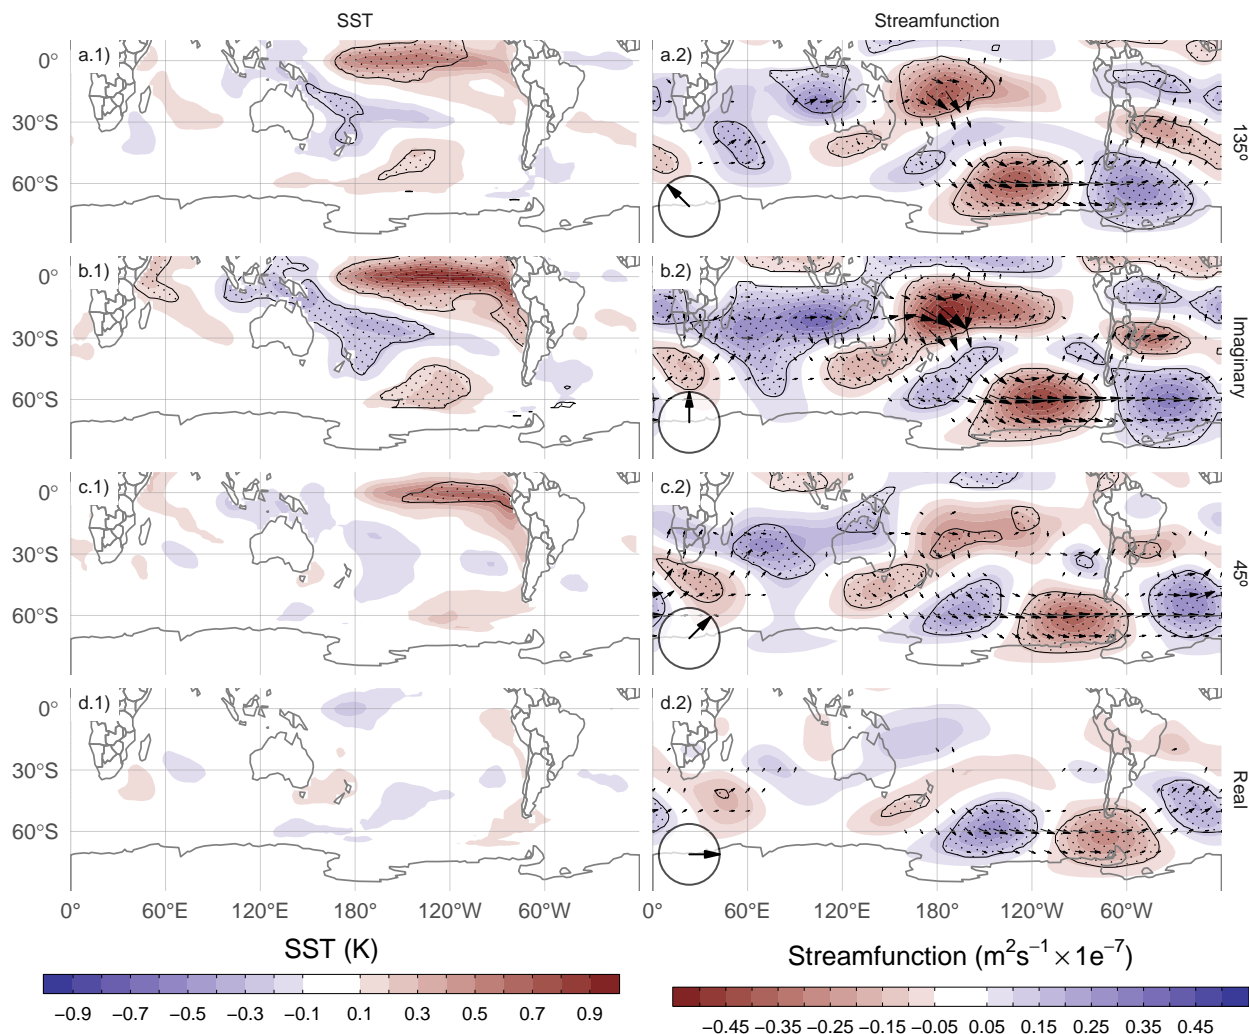 SST
Streamfunction
a.1)
0°
30°S
60°S
a.2)
135º
b.1)
0°
30°S
60°S
b.2)
Imaginary
c.1)
0°
30°S
60°S
c.2)
45º
d.1)
0°
30°S
60°S
d.2)
Real
0° 60°E 120°E 180° 120°W 60°W
0° 60°E 120°E 180° 120°W 60°W
SST (K)
−0.9 −0.7 −0.5 −0.3 −0.1 0.1 0.3 0.5 0.7 0.9
Streamfunction (m²s⁻¹ × 1e⁻⁷)
−0.45 −0.35 −0.25 −0.15 −0.05 0.05 0.15 0.25 0.35 0.45